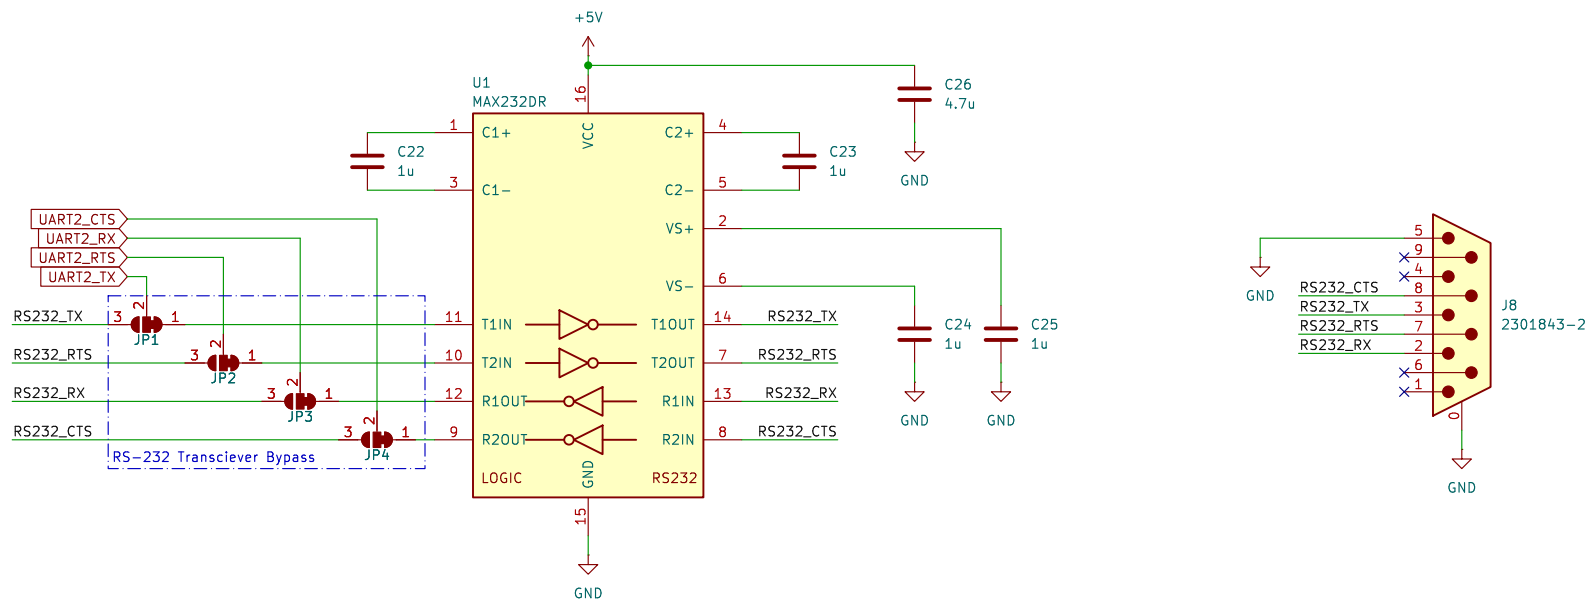 +5V
U1
MAX232DR
16
VCC
C26
4.7u
GND
1
C1+
C2+
4
C22
1u
C23
1u
3
C1-
C2-
5
UART2_CTS
UART2_RX
UART2_RTS
UART2_TX
VS+
2
VS-
6
C24
1u
C25
1u
GND
GND
RS232_TX
3
2
1
JP1
11
T1IN
T1OUT
14
RS232_TX
RS232_RTS
3
2
1
JP2
10
T2IN
T2OUT
7
RS232_RTS
RS232_RX
3
2
1
JP3
12
R1OUT
R1IN
13
RS232_RX
RS232_CTS
3
2
1
JP4
9
R2OUT
R2IN
8
RS232_CTS
RS-232 Transciever Bypass
LOGIC
GND
RS232
15
GND
5
9
4
GND
RS232_CTS
8
RS232_TX
3
RS232_RTS
7
RS232_RX
2
6
1
J8
2301843-2
0
GND